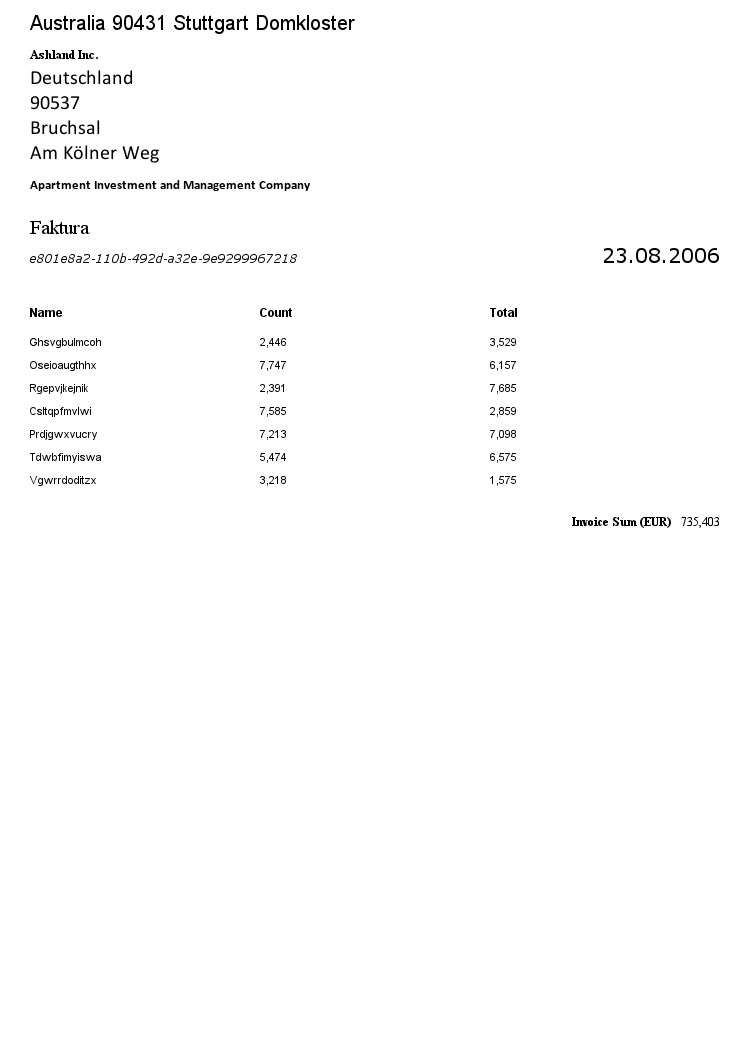 Australia 90431 Stuttgart Domkloster
Ashland Inc.
Deutschland
90537
Bruchsal
Am Kölner Weg
Apartment Investment and Management Company
Faktura
e801e8a2-110b-492d-a32e-9e9299967218 23.08.2006
Name Count Total
Ghsvgbulmcoh 2,446 3,529
Oseioaugthhx 7,747 6,157
Rgepvjkejnik 2,391 7,685
Csltqpfmvlwi 7,585 2,859
Prdjgwxvucry 7,213 7,098
Tdwbfimyiswa 5,474 6,575
Vgwrrdoditzx 3,218 1,575
Invoice Sum (EUR) 735,403